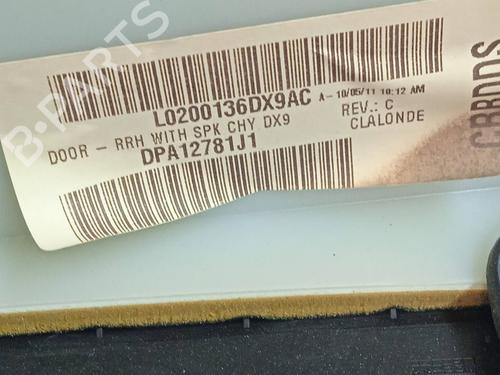 B-PARTS
L0200136DX9AC A- 10/05/11 10:12 AM
DOOR - RRH WITH SPK CHY DX9 REV.: C
DPA12781J1 CLALONDE